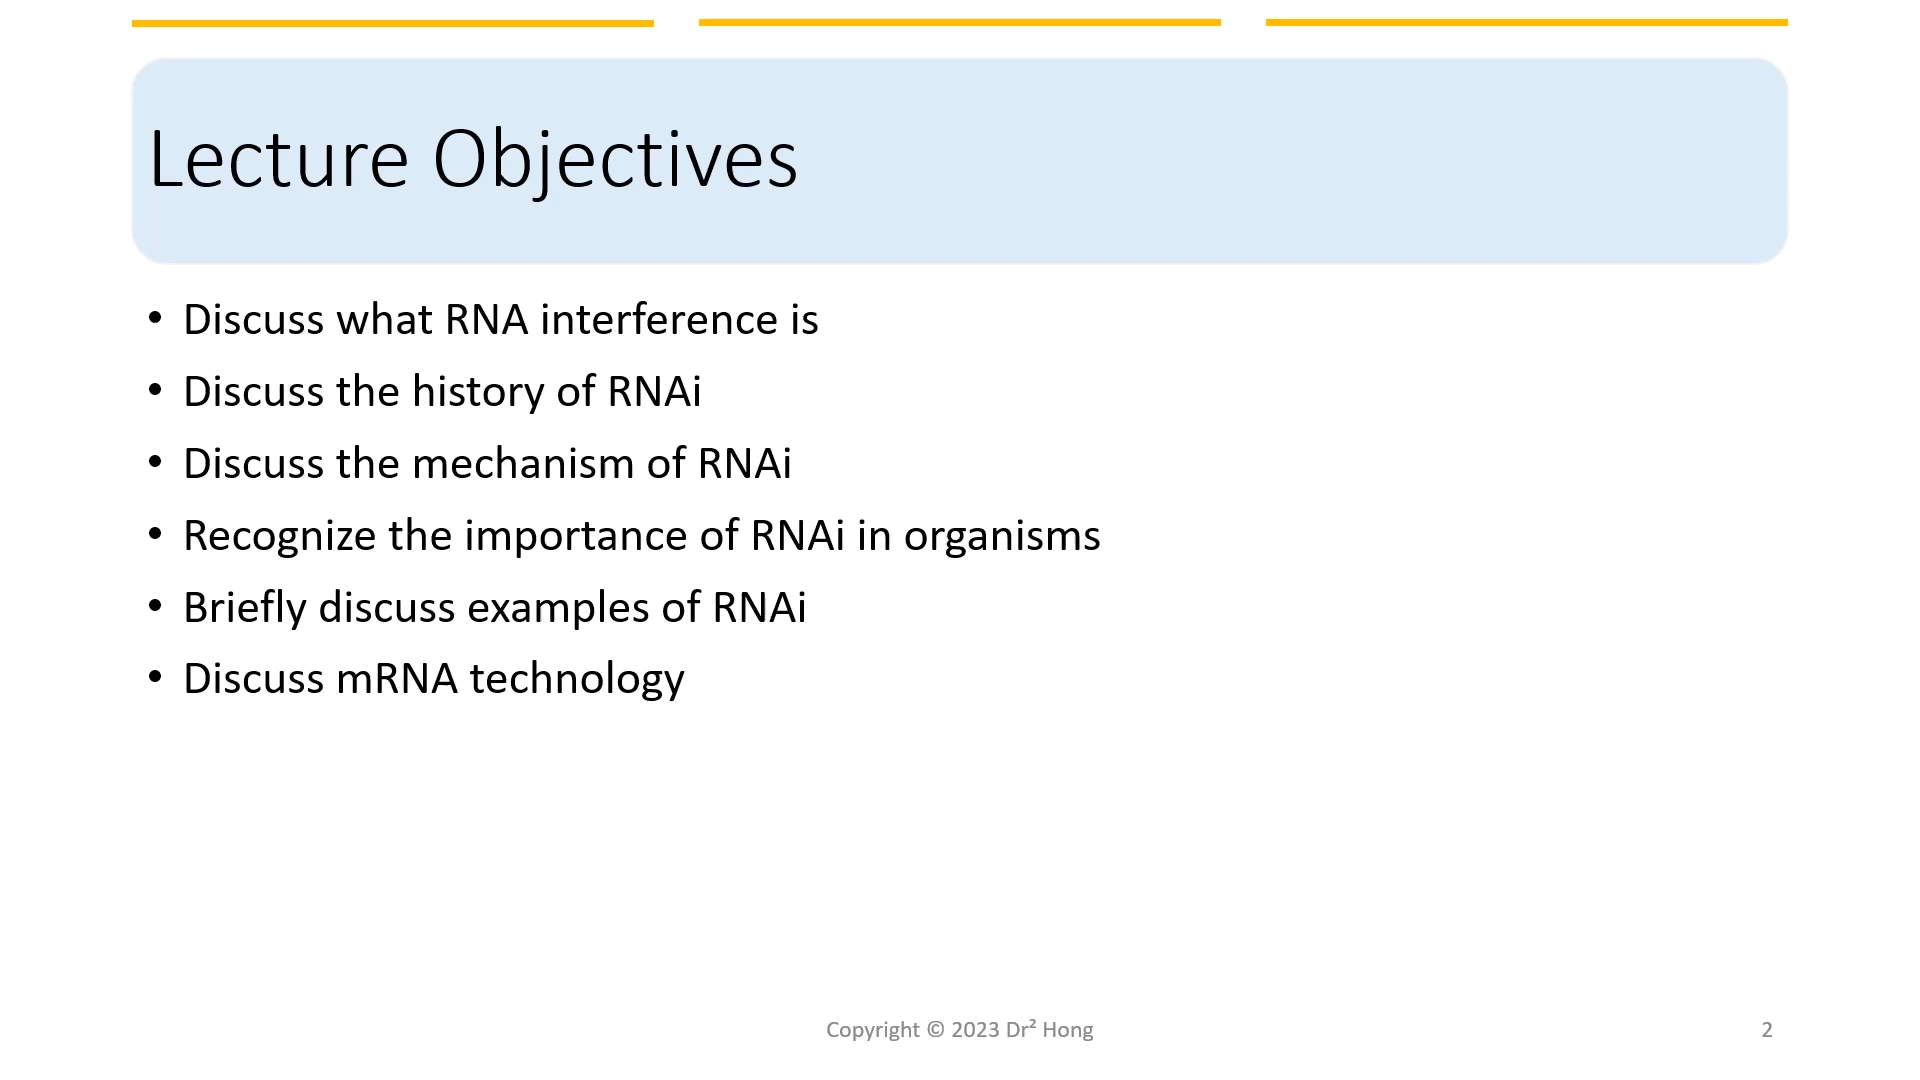 Lecture Objectives
• Discuss what RNA interference is
• Discuss the history of RNAi
• Discuss the mechanism of RNAi
• Recognize the importance of RNAi in organisms
• Briefly discuss examples of RNAi
• Discuss mRNA technology
Copyright © 2023 Dr² Hong
2